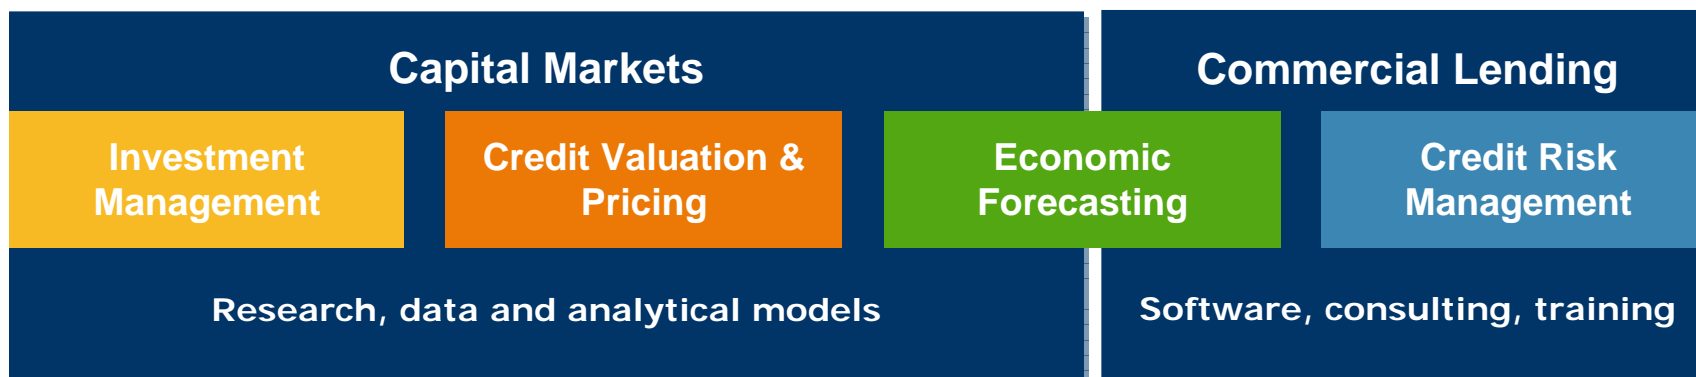 Capital Markets
Commercial Lending
Investment
Management
Credit Valuation &
Pricing
Economic
Forecasting
Credit Risk
Management
Research, data and analytical models
Software, consulting, training